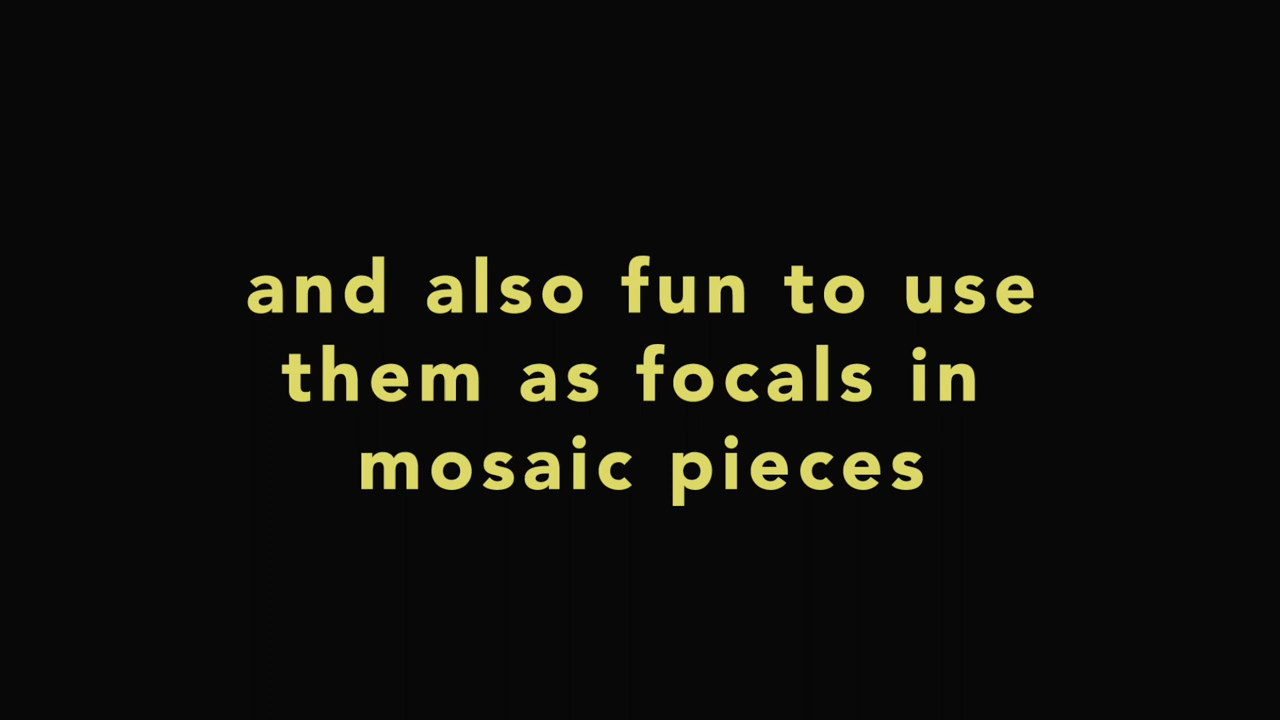 and also fun to use
them as focals in
mosaic pieces